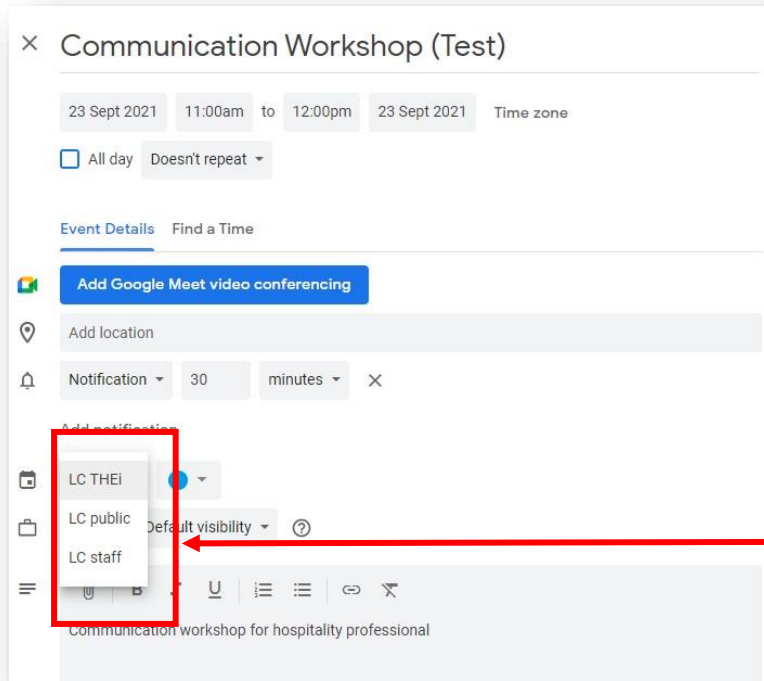 Communication Workshop (Test)
23 Sept 2021 11:00am to 12:00pm 23 Sept 2021 Time zone
All day Doesn't repeat
Event Details Find a Time
Add Google Meet video conferencing
Add location
Notification 30 minutes
Add notification
LC THEi
LC public
Default visibility
LC staff
B I U
Communication workshop for hospitality professional